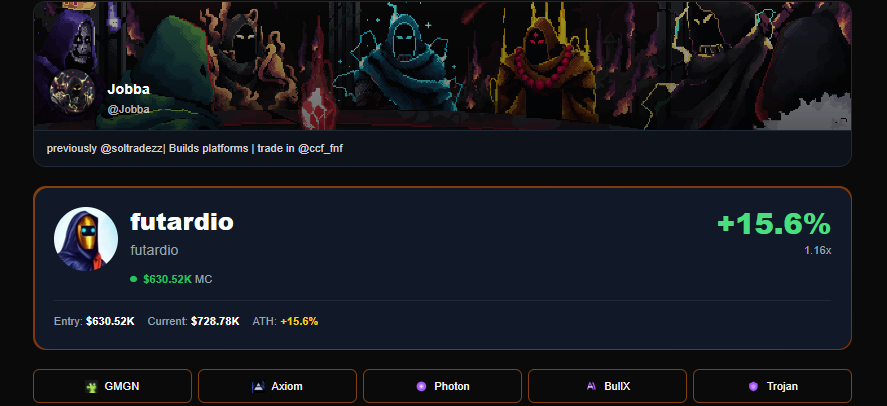 Jobba
@Jobba
previously @soltradezz| Builds platforms | trade in @ccf_fnf
futardio
+15.6%
futardio
1.16x
$630.52K MC
Entry: $630.52K Current: $728.78K ATH: +15.6%
GMGN Axiom Photon BullX Trojan